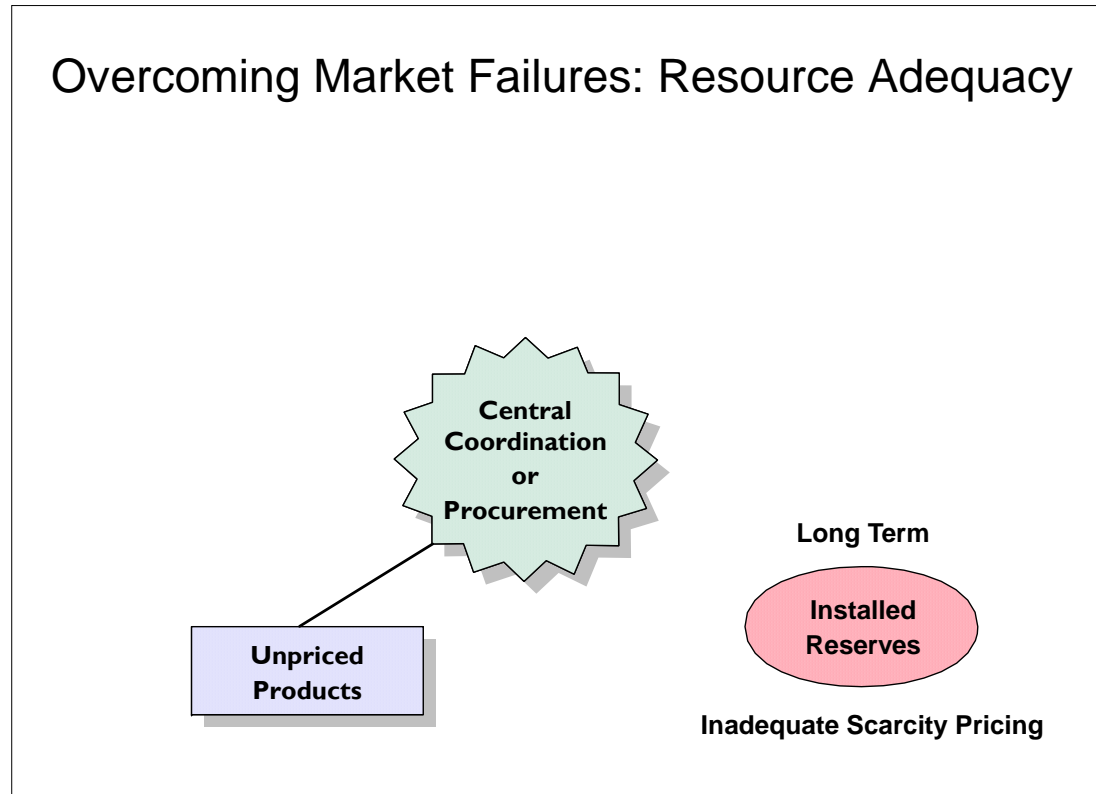 Overcoming Market Failures: Resource Adequacy
Central
Coordination
or
Procurement
Unpriced
Products
Long Term
Installed
Reserves
Inadequate Scarcity Pricing